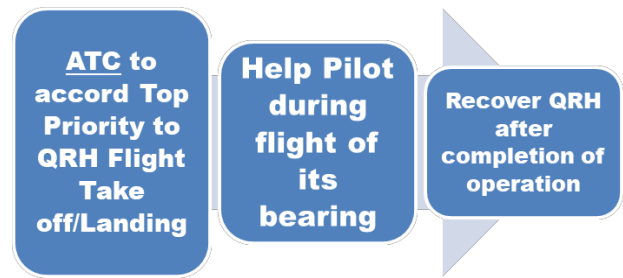 ATC to
accord Top
Priority to
QRH Flight
Take
off/Landing
Help Pilot
during
flight of
its
bearing
Recover QRH
after
completion of
operation